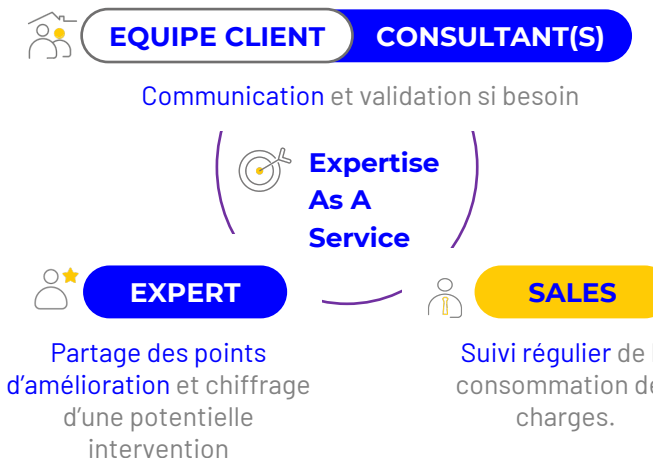 EQUIPE CLIENT CONSULTANT(S)
Communication et validation si besoin
Expertise
As A
Service
EXPERT
SALES
Partage des points
d'amélioration et chiffrage
d'une potentielle
intervention
Suivi régulier de
consommation de
charges.